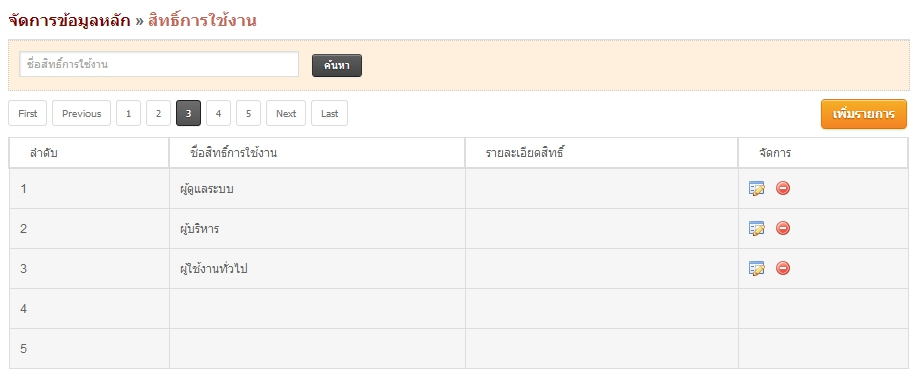 จัดการข้อมูลหลัก » สิทธิ์การใช้งาน
ชื่อสิทธิ์การใช้งาน ค้นหา
First Previous 1 2 3 4 5 Next Last เพิ่มรายการ
ลำดับ ชื่อสิทธิ์การใช้งาน รายละเอียดสิทธิ์ จัดการ
1 ผู้ดูแลระบบ
2 ผู้บริหาร
3 ผู้ใช้งานทั่วไป
4
5